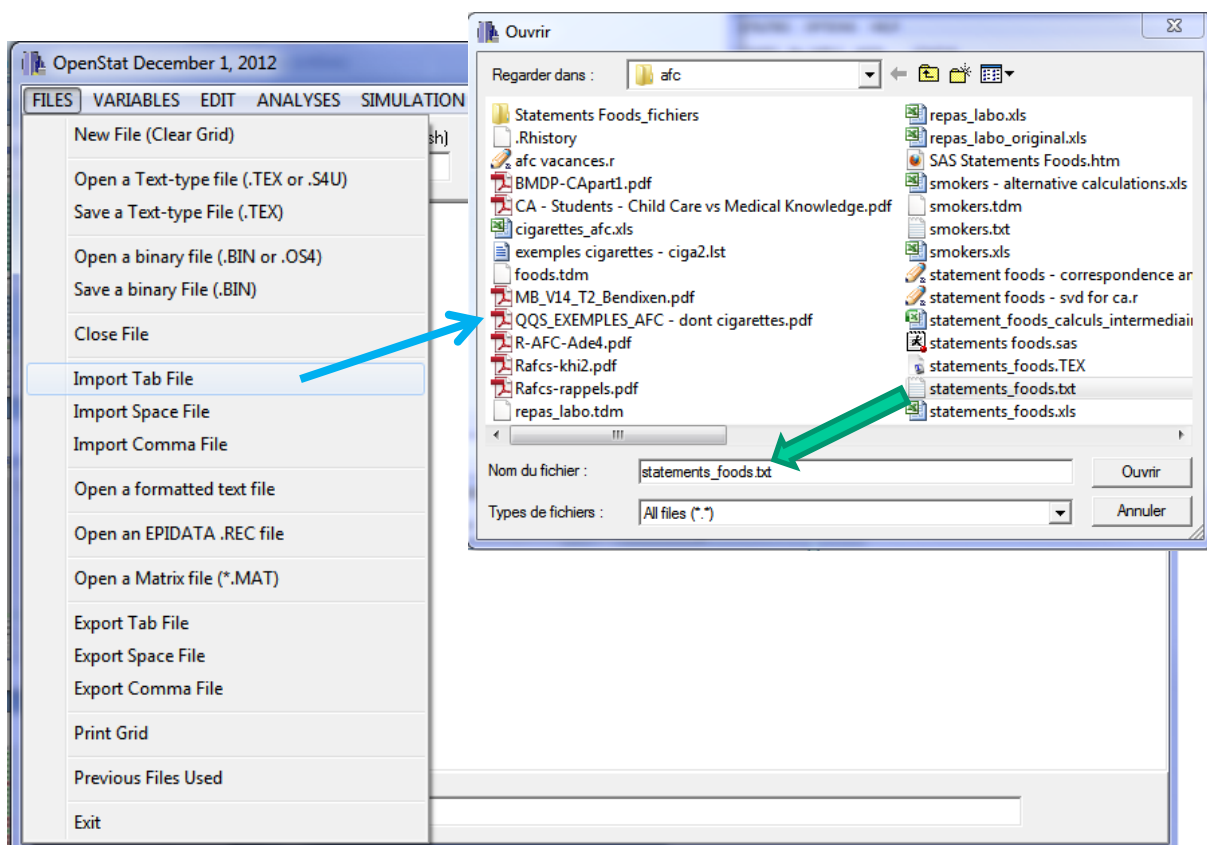 OpenStat December 1, 2012
FILES VARIABLES EDIT ANALYSES SIMULATION
New File (Clear Grid)
Open a Text-type file (.TEX or .S4U)
Save a Text-type File (.TEX)
Open a binary file (.BIN or .OS4)
Save a binary File (.BIN)
Close File
Import Tab File
Import Space File
Import Comma File
Open a formatted text file
Open an EPIDATA .REC file
Open a Matrix file (*.MAT)
Export Tab File
Export Space File
Export Comma File
Print Grid
Previous Files Used
Exit
sh)
Ouvrir
Regarder dans :
afc
Statements Foods_fichiers
.Rhistory
afc vacances.r
BMDP-CApart1.pdf
CA - Students - Child Care vs Medical Knowledge.pdf
cigarettes_afc.xls
exemples cigarettes - ciga2.lst
foods.tdm
MB_V14_T2_Bendixen.pdf
QQS_EXEMPLES_AFC - dont cigarettes.pdf
R-AFC-Ade4.pdf
Rafcs-khi2.pdf
Rafcs-rappels.pdf
repas_labo.tdm
repas_labo.xls
repas_labo_original.xls
SAS Statements Foods.htm
smokers - alternative calculations.xls
smokers.tdm
smokers.txt
smokers.xls
statement foods - correspondence ar
statement foods - svd for ca.r
statement_foods_calculs_intermediair
statements foods.sas
statements_foods.TEX
statements_foods.txt
statements_foods.xls
Nom du fichier :
statements_foods.txt
Ouvrir
Types de fichiers :
All files (*.*)
Annuler